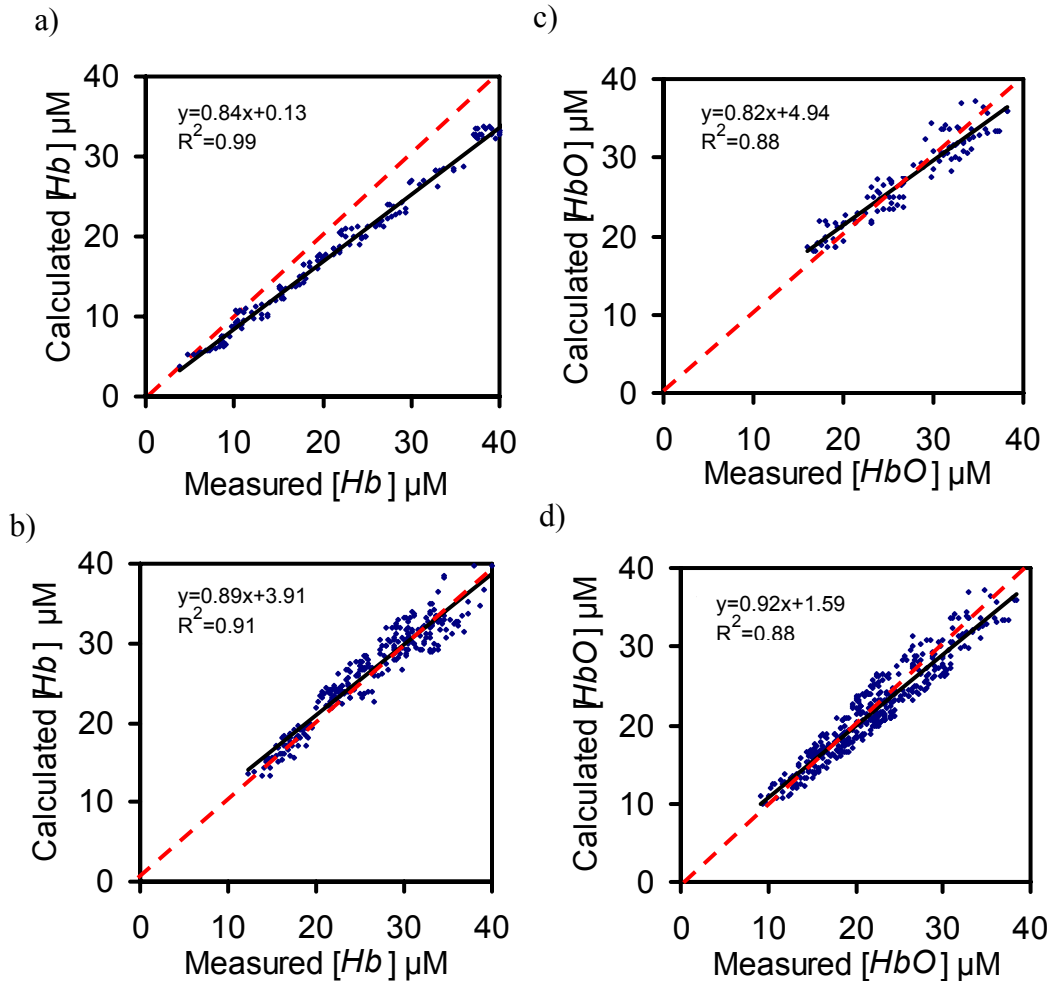 a)
y=0.84x+0.13
R²=0.99
40
30
20
10
0
Calculated [Hb] µM
0 10 20 30 40
Measured [Hb] µM
c)
y=0.82x+4.94
R²=0.88
40
30
20
10
0
Calculated [HbO] µM
0 10 20 30 40
Measured [HbO] µM
b)
y=0.89x+3.91
R²=0.91
40
30
20
10
0
Calculated [Hb] µM
0 10 20 30 40
Measured [Hb] µM
d)
y=0.92x+1.59
R²=0.88
40
30
20
10
0
Calculated [HbO] µM
0 10 20 30 40
Measured [HbO] µM